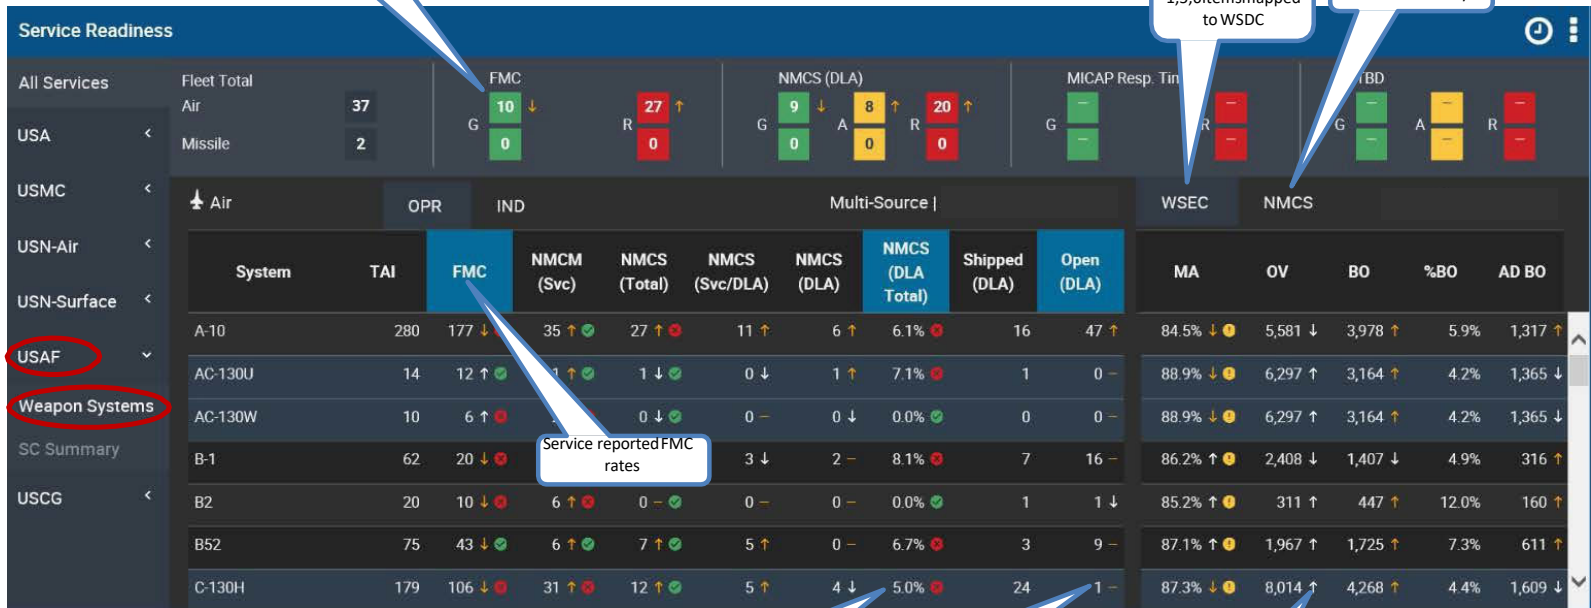 1,3,6itemsmapped
to WSDC
Service Readiness
All Services
Fleet Total
FMC
NMCS (DLA)
MICAP Resp. Tim
TBD
Air 37 10 ↓ 27 ↑ 9 ↓ 8 ↑ 20 ↑ – – – – –
G R G A R G R G A R
Missile 2 0 0 0 0 0 – – – – –
USA
USMC
USN-Air
USN-Surface
USAF
Weapon Systems
SC Summary
USCG
Air OPR IND Multi-Source | WSEC NMCS
System TAI FMC NMCM (Svc) NMCS (Total) NMCS (Svc/DLA) NMCS (DLA) NMCS (DLA Total) Shipped (DLA) Open (DLA) MA OV BO %BO AD BO
A-10 280 177 ↓ 35 ↑ 27 ↑ 11 ↑ 6 ↑ 6.1% 16 47 ↑ 84.5% ↓ 5,581 ↓ 3,978 ↑ 5.9% 1,317 ↑
AC-130U 14 12 ↑ 1 ↑ 1 ↓ 0 ↓ 1 ↑ 7.1% 1 0 – 88.9% ↓ 6,297 ↑ 3,164 ↑ 4.2% 1,365 ↓
AC-130W 10 6 ↑ 0 ↓ 0 – 0 ↓ 0.0% 0 0 – 88.9% ↓ 6,297 ↑ 3,164 ↑ 4.2% 1,365 ↓
B-1 62 20 ↓ 3 ↓ 2 – 8.1% 7 16 – 86.2% ↑ 2,408 ↓ 1,407 ↓ 4.9% 316 ↑
B2 20 10 ↓ 6 ↑ 0 – 0 – 0 – 0.0% 1 1 ↓ 85.2% ↑ 311 ↑ 447 ↑ 12.0% 160 ↑
B52 75 43 ↓ 6 ↑ 7 ↑ 5 ↑ 0 – 6.7% 3 9 – 87.1% ↑ 1,967 ↑ 1,725 ↑ 7.3% 611 ↑
C-130H 179 106 ↓ 31 ↑ 12 ↑ 5 ↑ 4 ↓ 5.0% 24 1 – 87.3% ↓ 8,014 ↑ 4,268 ↑ 4.4% 1,609 ↓
Service reported FMC
rates